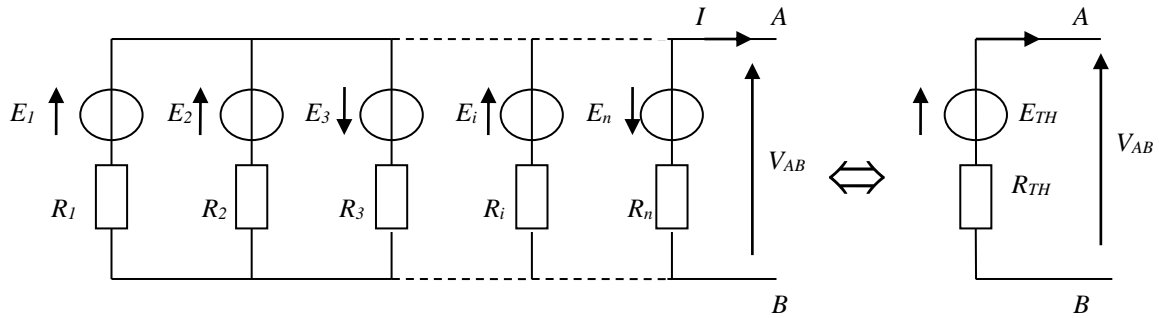 I A A
E1 E2 E3 Ei En ETH
VAB VAB
R1 R2 R3 Ri Rn RTH
B B